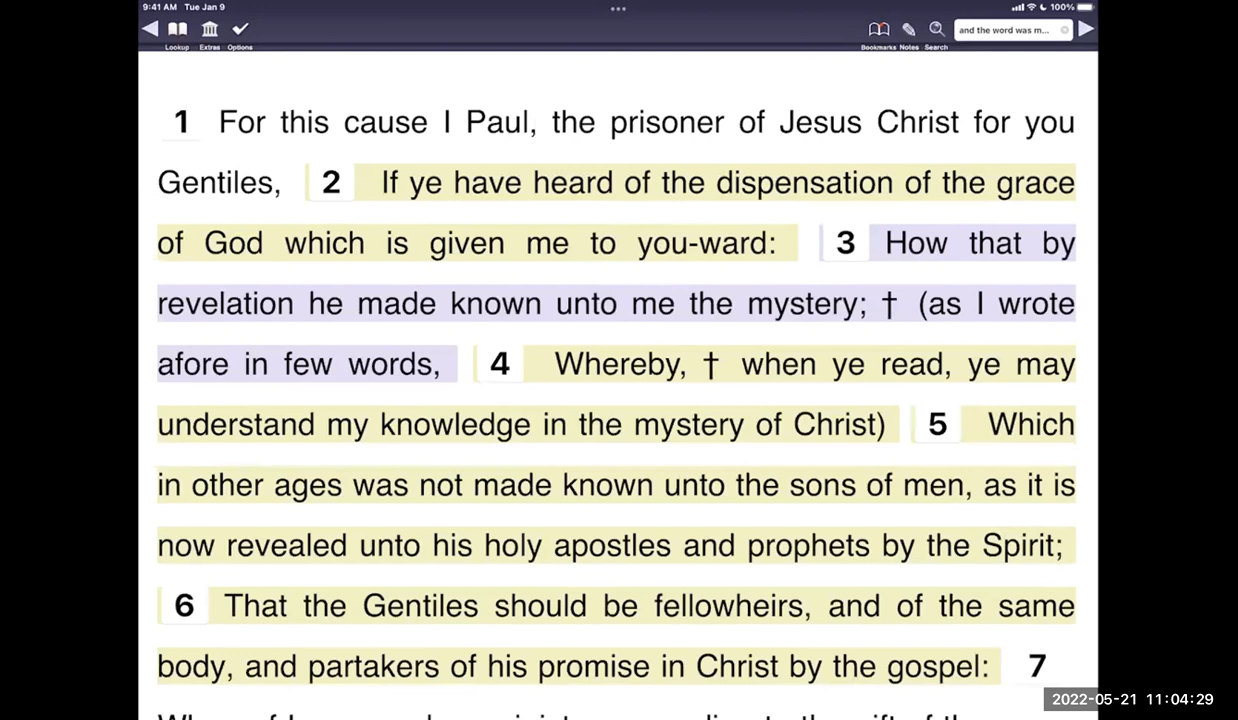 9:41 AM Tue Jan 9
100%
Lookup Extras Options
Bookmarks Notes Search
and the word was m...
1 For this cause I Paul, the prisoner of Jesus Christ for you
Gentiles, 2 If ye have heard of the dispensation of the grace
of God which is given me to you-ward: 3 How that by
revelation he made known unto me the mystery; † (as I wrote
afore in few words, 4 Whereby, † when ye read, ye may
understand my knowledge in the mystery of Christ) 5 Which
in other ages was not made known unto the sons of men, as it is
now revealed unto his holy apostles and prophets by the Spirit;
6 That the Gentiles should be fellowheirs, and of the same
body, and partakers of his promise in Christ by the gospel: 7
2022-05-21 11:04:29